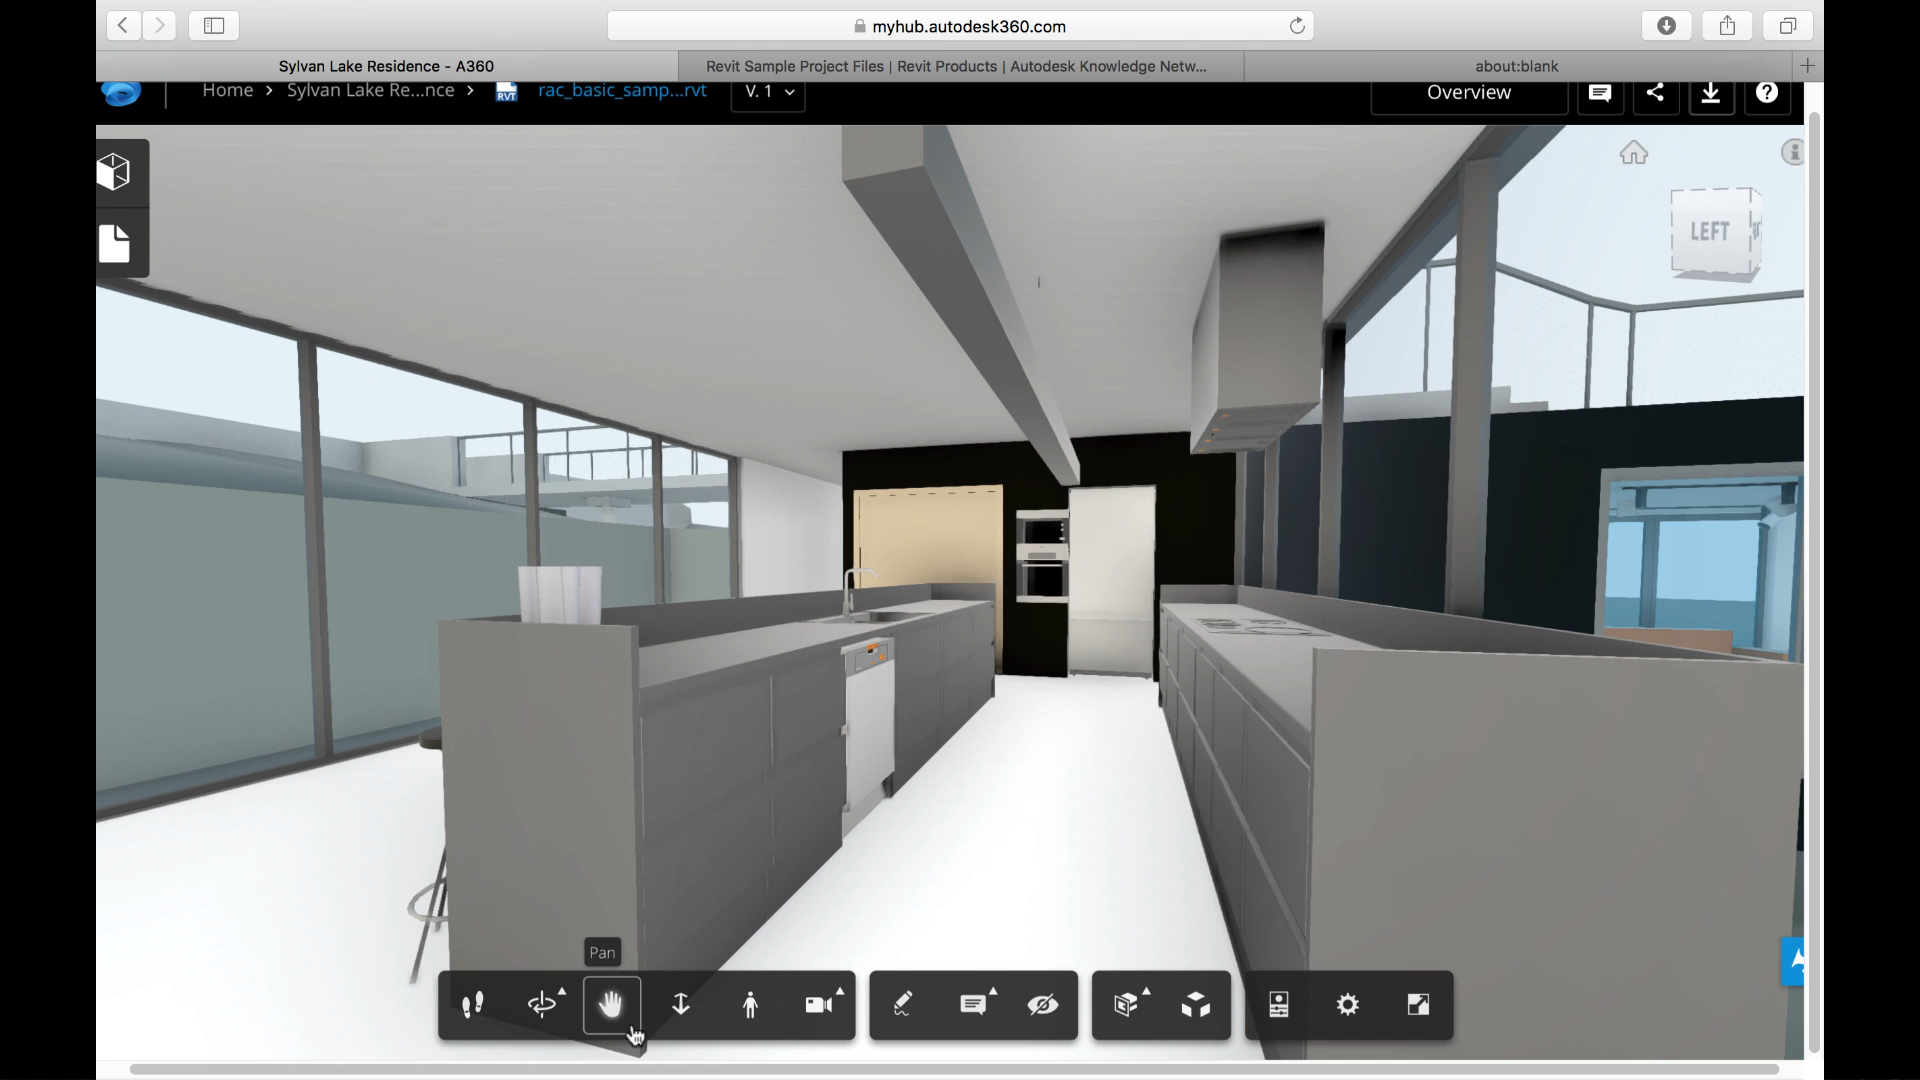 myhub.autodesk360.com
Sylvan Lake Residence - A360
Revit Sample Project Files | Revit Products | Autodesk Knowledge Netw...
about:blank
Home > Sylvan Lake Re...nce > RVT rac_basic_samp...rvt V. 1
Overview
LEFT
Pan